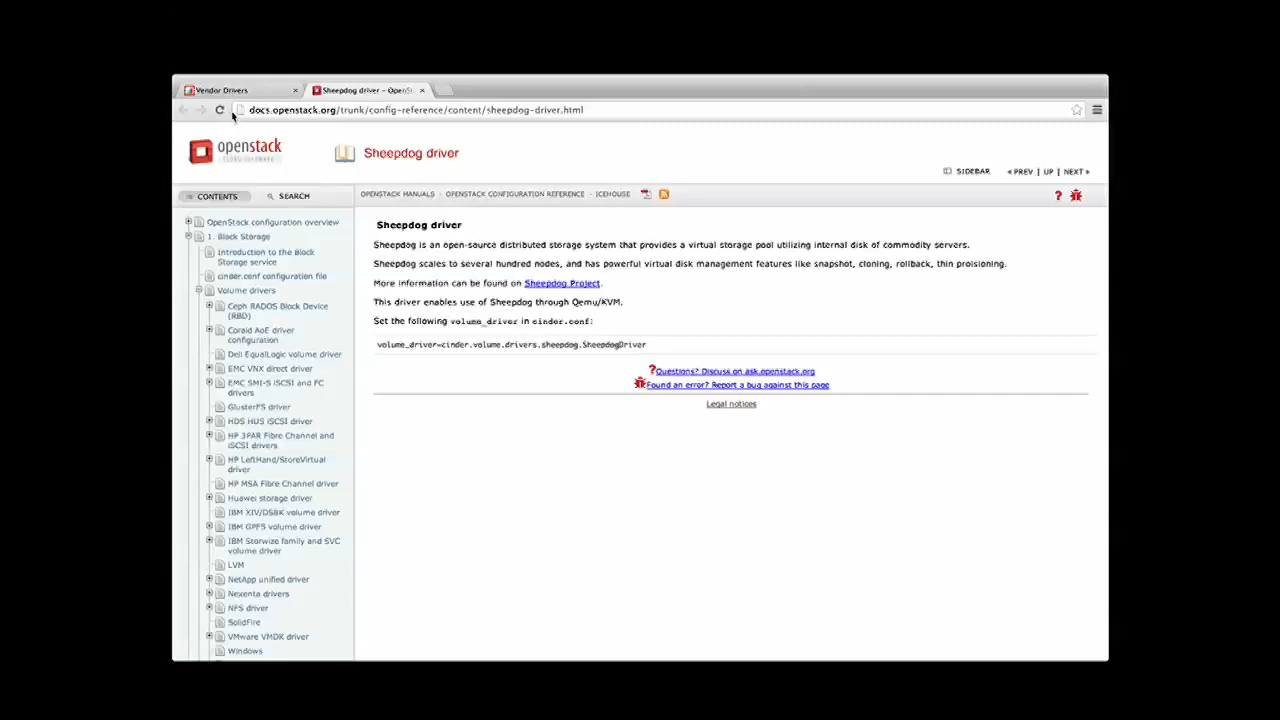 Vendor Drivers
Sheepdog driver – OpenSt
docs.openstack.org/trunk/config-reference/content/sheepdog-driver.html
openstack
Sheepdog driver
SIDEBAR
◂ PREV | UP | NEXT ▸
CONTENTS
SEARCH
OPENSTACK MANUALS - OPENSTACK CONFIGURATION REFERENCE - ICEHOUSE
OpenStack configuration overview
1. Block Storage
Introduction to the Block
Storage service
cinder.conf configuration file
Volume drivers
Ceph RADOS Block Device
(RBD)
Coraid AoE driver
configuration
Dell EqualLogic volume driver
EMC VNX direct driver
EMC SMI-S iSCSI and FC
drivers
GlusterFS driver
HDS HUS iSCSI driver
HP 3PAR Fibre Channel and
iSCSI drivers
HP LeftHand/StoreVirtual
driver
HP MSA Fibre Channel driver
Huawei storage driver
IBM XIV/DS8K volume driver
IBM GPFS volume driver
IBM Storwize family and SVC
volume driver
LVM
NetApp unified driver
Nexenta drivers
NFS driver
SolidFire
VMware VMDK driver
Windows
Sheepdog driver
Sheepdog is an open-source distributed storage system that provides a virtual storage pool utilizing internal disk of commodity servers.
Sheepdog scales to several hundred nodes, and has powerful virtual disk management features like snapshot, cloning, rollback, thin proisioning.
More information can be found on Sheepdog Project.
This driver enables use of Sheepdog through Qemu/KVM.
Set the following volume_driver in cinder.conf:
volume_driver=cinder.volume.drivers.sheepdog.SheepdogDriver
?Questions? Discuss on ask.openstack.org
Found an error? Report a bug against this page
Legal notices